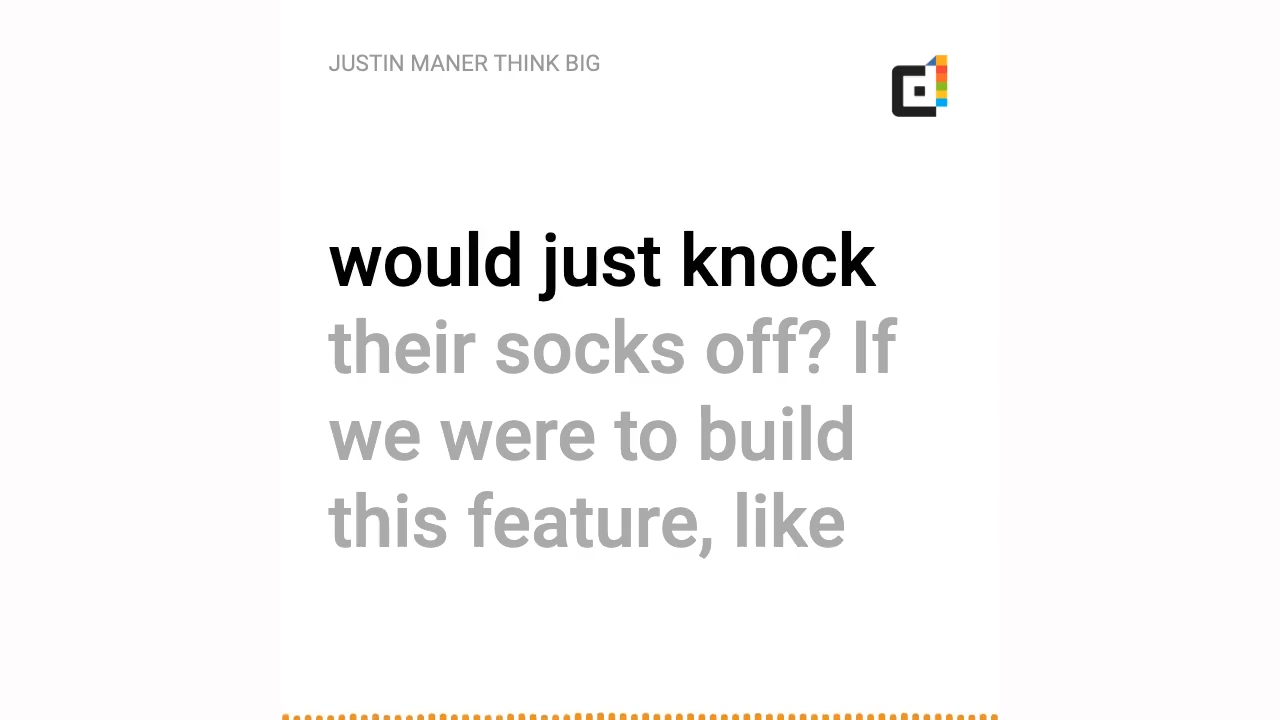 JUSTIN MANER THINK BIG
would just knock
their socks off? If
we were to build
this feature, like